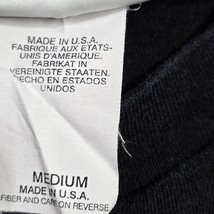 MADE IN U.S.A.
FABRIQUE AUX ETATS-
UNIS D'AMERIQUE.
FABRIKAT IN
VEREINIGTE STAATEN.
HECHO EN ESTADOS
UNIDOS
MEDIUM
MADE IN U.S.A.
FIBER AND CARE ON REVERSE